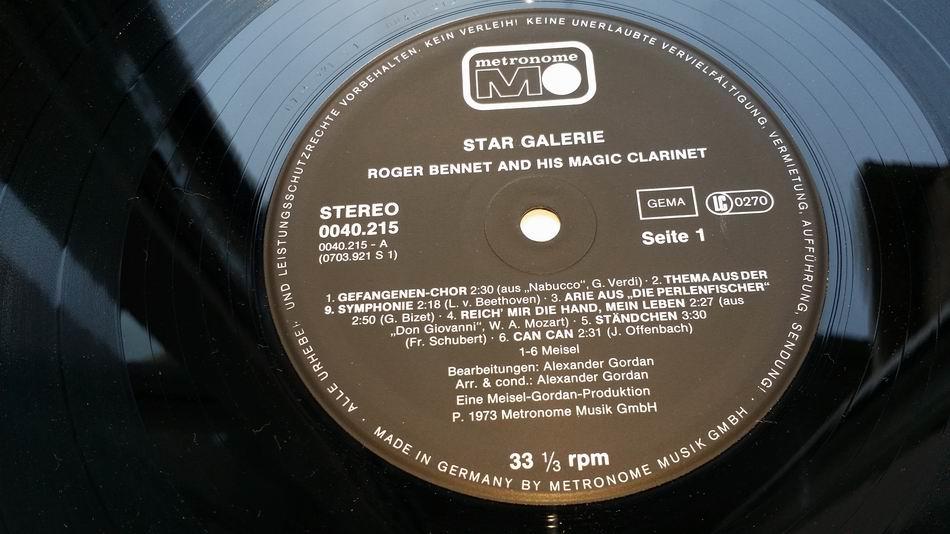 ALLE URHEBER- UND LEISTUNGSSCHUTZRECHTE VORBEHALTEN. KEIN VERLEIH! KEINE UNERLAUBTE VERVIELFÄLTIGUNG, VERMIETUNG, AUFFÜHRUNG, SENDUNG!
metronome
MO
STAR GALERIE
ROGER BENNET AND HIS MAGIC CLARINET
STEREO
0040.215
0040.215 - A
(0703.921 S 1)
GEMA
LC 0270
Seite 1
1. GEFANGENEN-CHOR 2:30 (aus „Nabucco“, G. Verdi) · 2. THEMA AUS DER
9. SYMPHONIE 2:18 (L. v. Beethoven) · 3. ARIE AUS „DIE PERLENFISCHER“
2:50 (G. Bizet) · 4. REICH' MIR DIE HAND, MEIN LEBEN 2:27 (aus
„Don Giovanni“, W. A. Mozart) · 5. STÄNDCHEN 3:30
(Fr. Schubert) · 6. CAN CAN 2:31 (J. Offenbach)
1-6 Meisel
Bearbeitungen: Alexander Gordan
Arr. & cond.: Alexander Gordan
Eine Meisel-Gordan-Produktion
P. 1973 Metronome Musik GmbH
33 ⅓ rpm
· MADE IN GERMANY BY METRONOME MUSIK GMBH ·